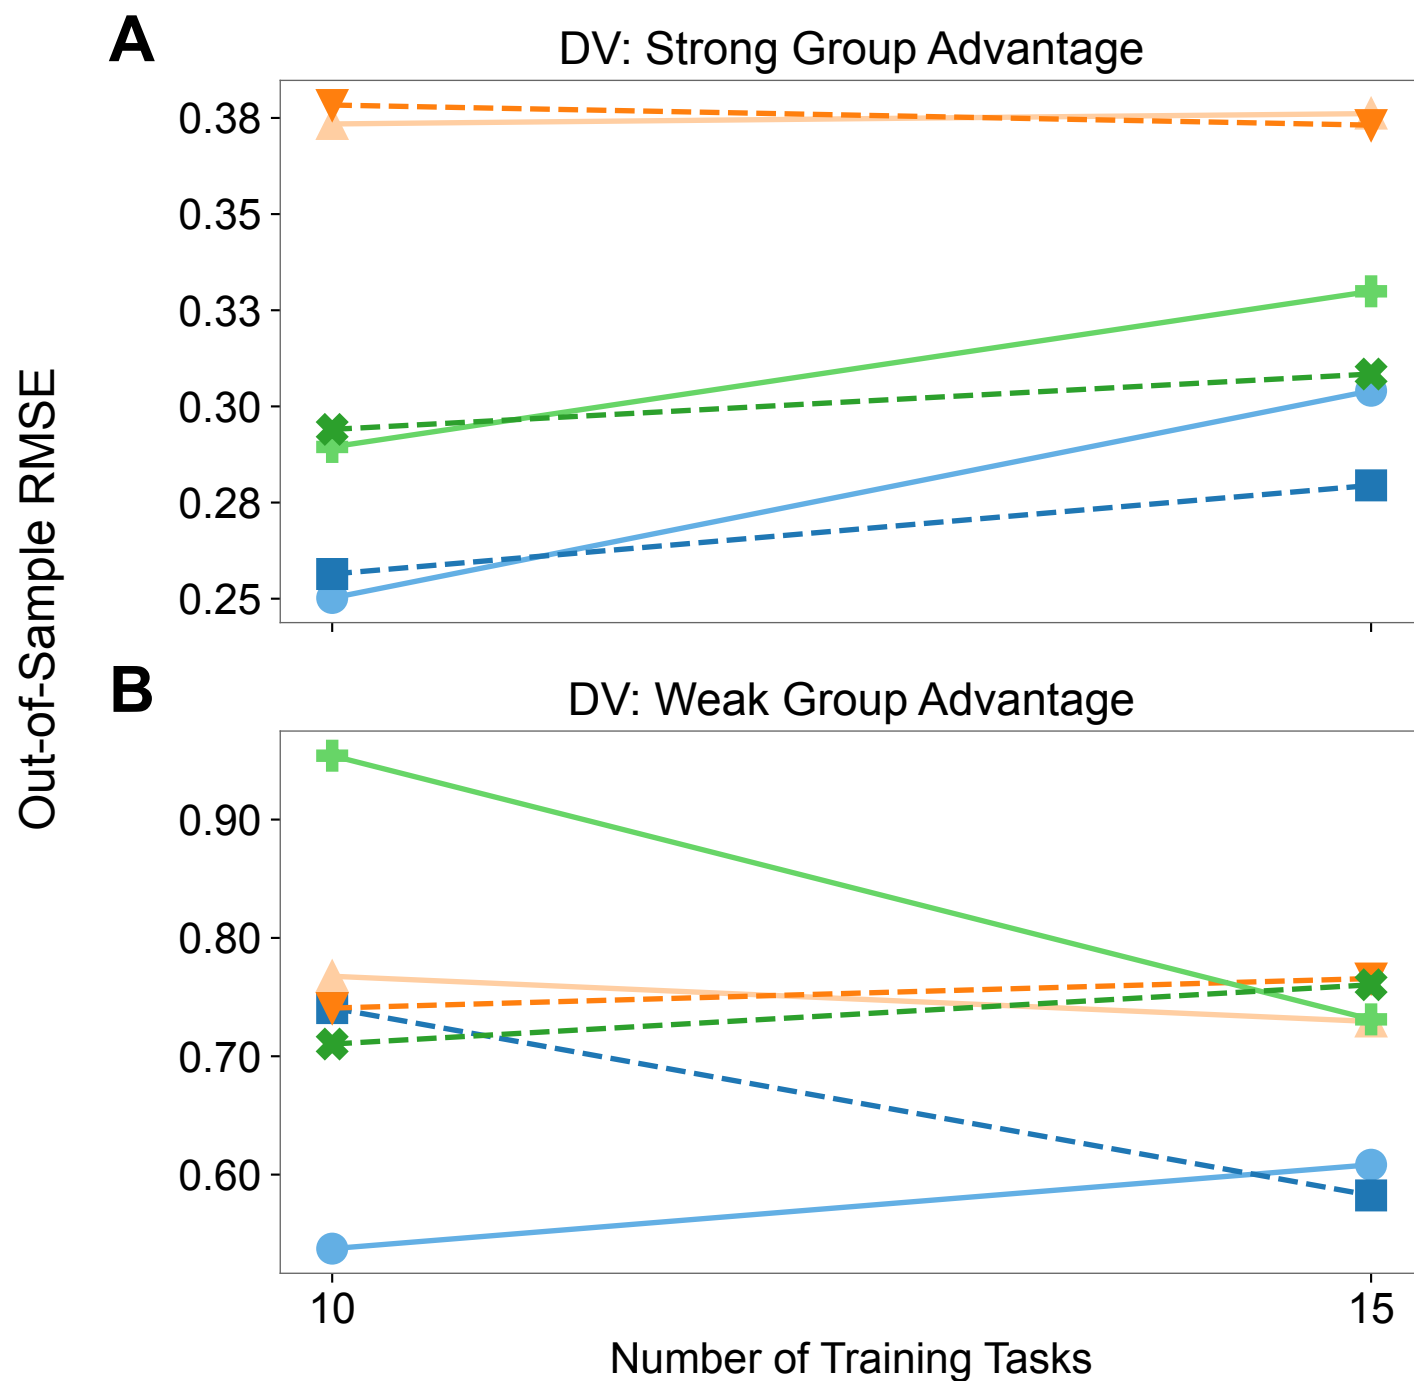 A
DV: Strong Group Advantage
0.38
0.35
0.33
0.30
0.28
0.25
Out-of-Sample RMSE
B
DV: Weak Group Advantage
0.90
0.80
0.70
0.60
10
15
Number of Training Tasks